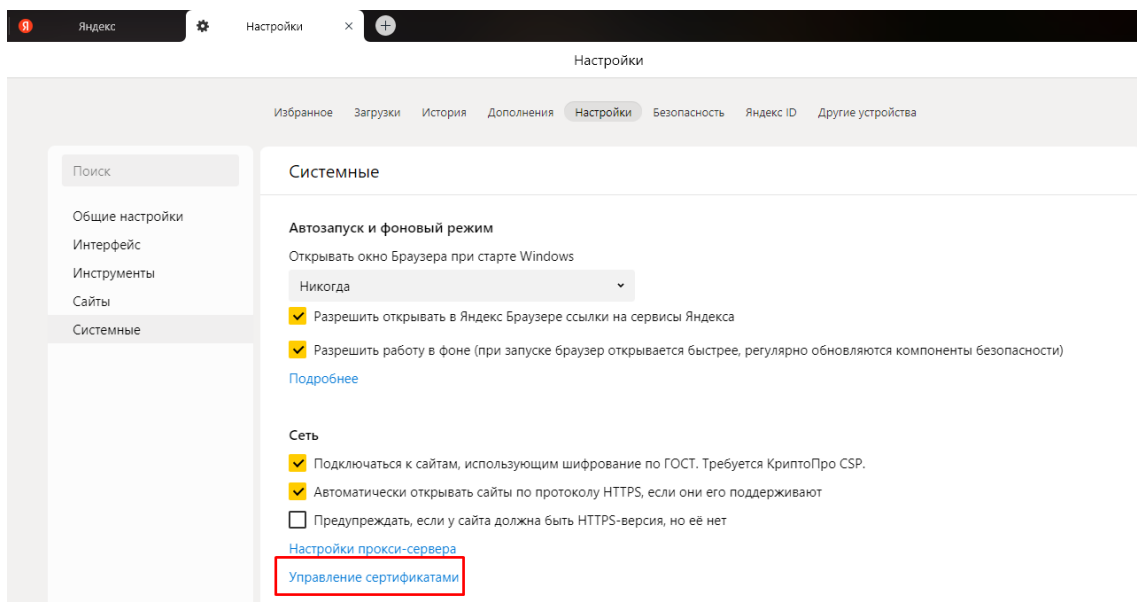 Я Яндекс Настройки
Настройки
Избранное Загрузки История Дополнения Настройки Безопасность Яндекс ID Другие устройства
Поиск
Общие настройки
Интерфейс
Инструменты
Сайты
Системные
Системные
Автозапуск и фоновый режим
Открывать окно Браузера при старте Windows
Никогда
Разрешить открывать в Яндекс Браузере ссылки на сервисы Яндекса
Разрешить работу в фоне (при запуске браузер открывается быстрее, регулярно обновляются компоненты безопасности)
Подробнее
Сеть
Подключаться к сайтам, использующим шифрование по ГОСТ. Требуется КриптоПро CSP.
Автоматически открывать сайты по протоколу HTTPS, если они его поддерживают
Предупреждать, если у сайта должна быть HTTPS-версия, но её нет
Настройки прокси-сервера
Управление сертификатами